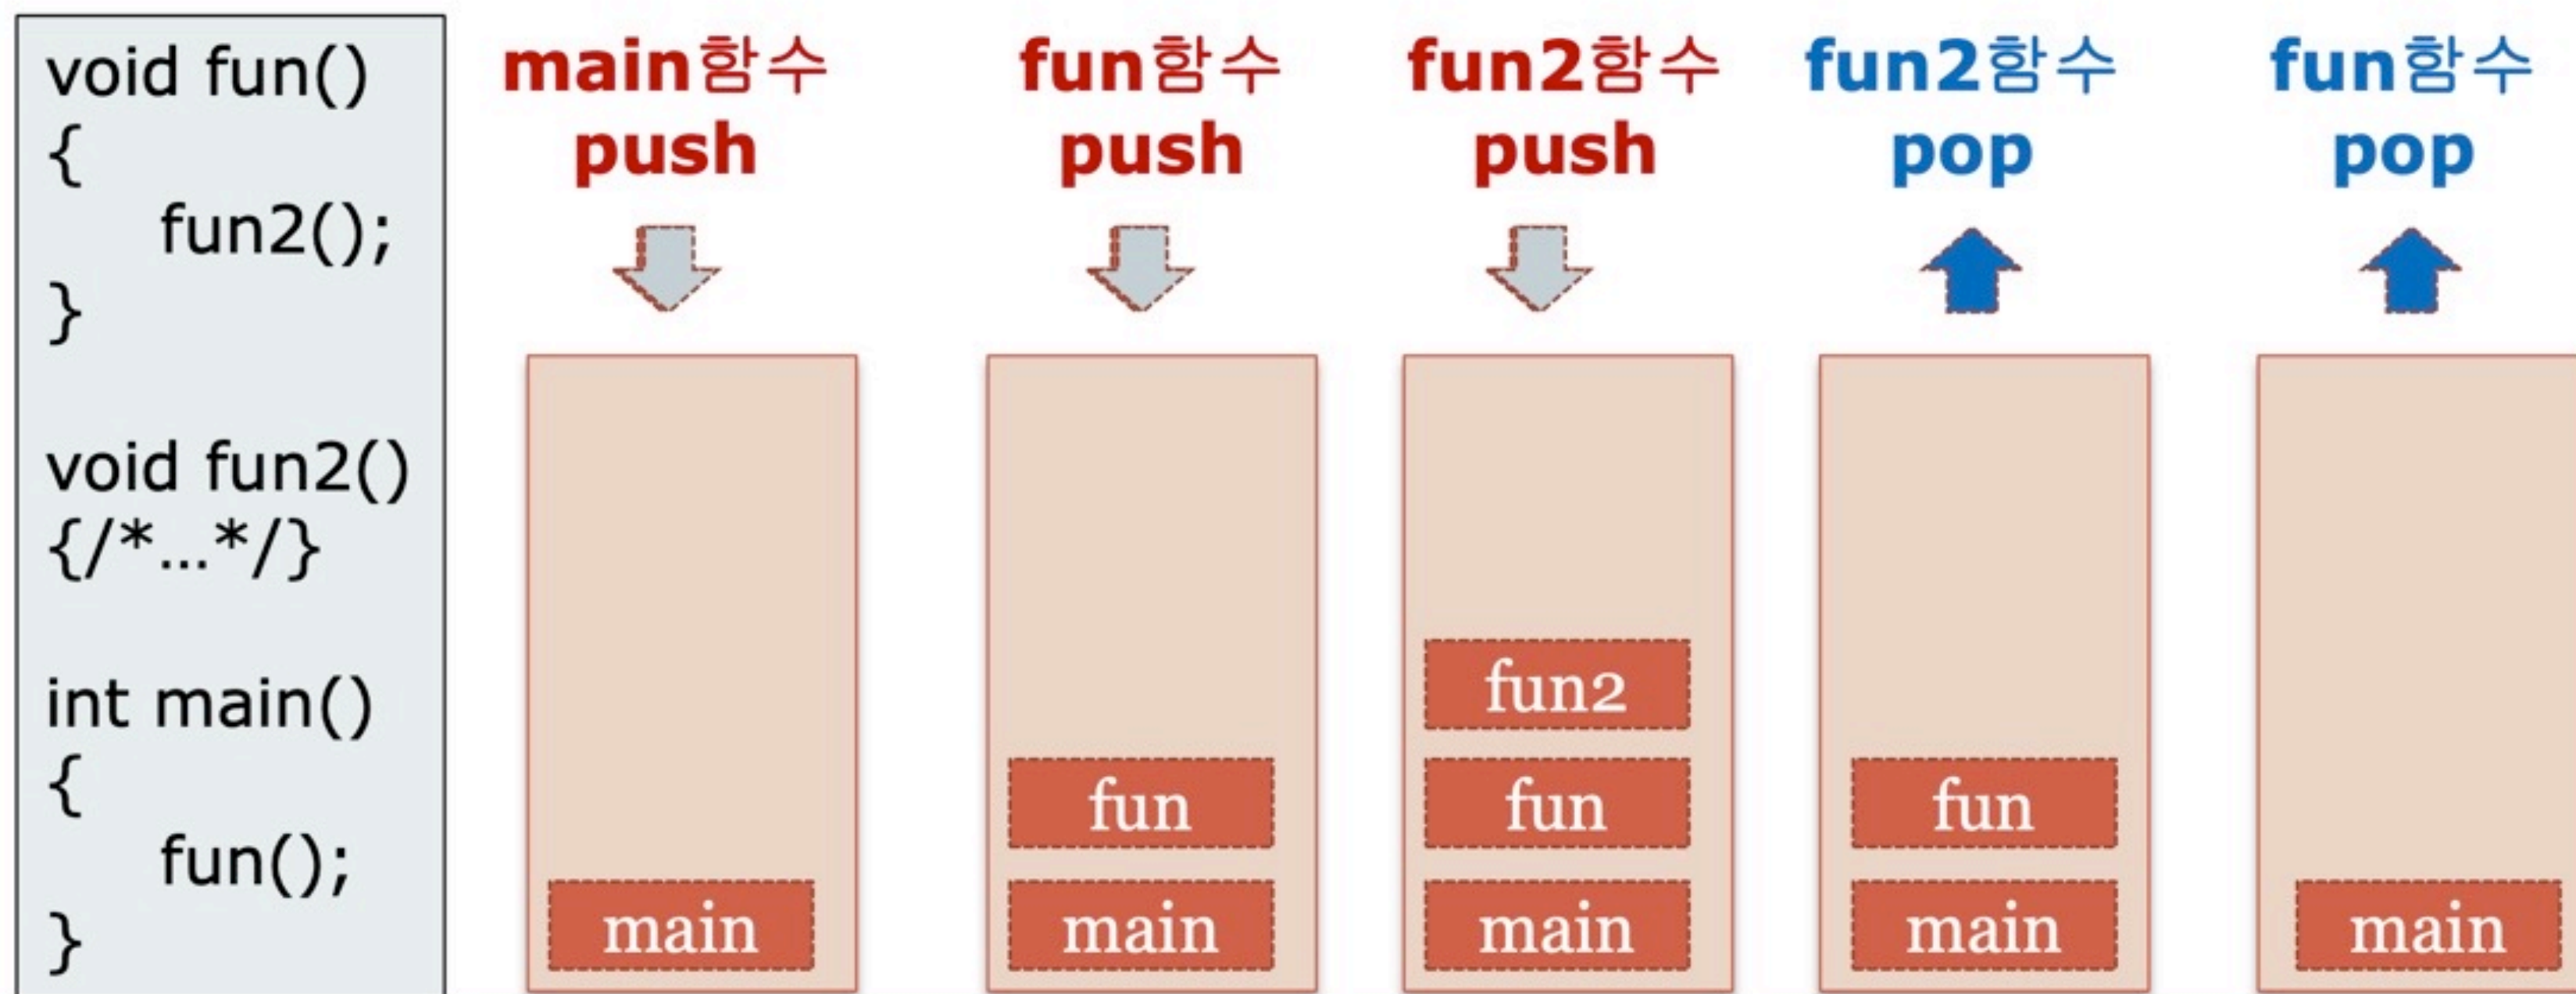 void fun()
{
fun2();
}
void fun2()
{/*...*/}
int main()
{
fun();
}
main함수
push
fun함수
push
fun2함수
push
fun2함수
pop
fun함수
pop
main
fun
main
fun2
fun
main
fun
main
main